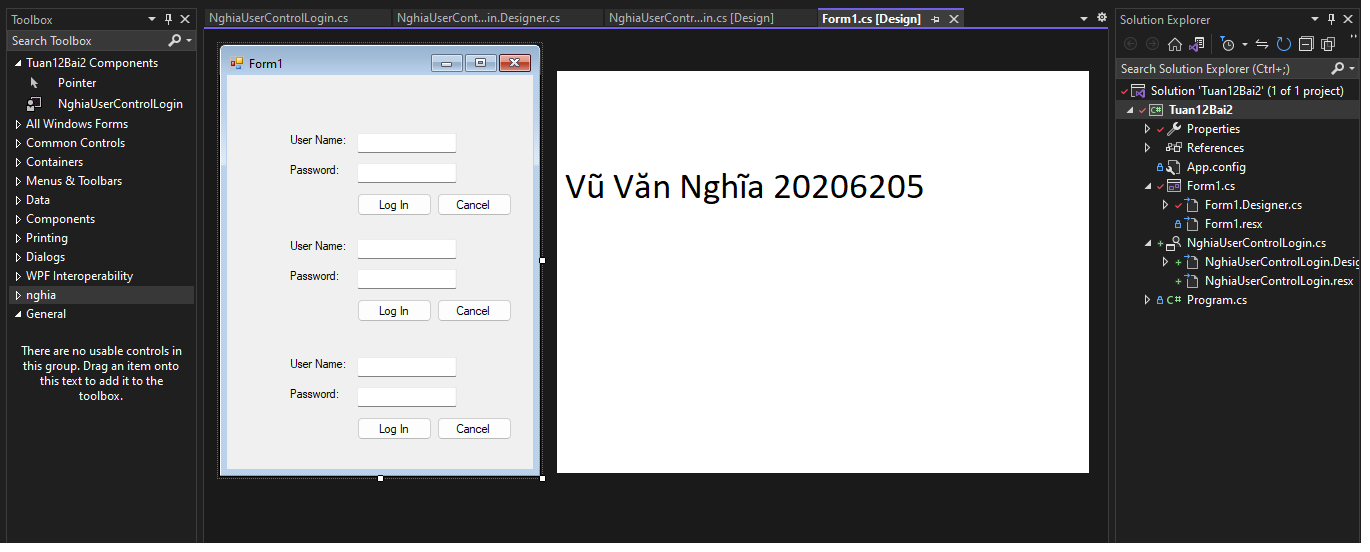 NghiaUserControlLogin.cs
NghiaUserCont...in.Designer.cs
NghiaUserContr...in.cs [Design]
Form1.cs [Design]
Toolbox
Search Toolbox
Tuan12Bai2 Components
Pointer
NghiaUserControlLogin
All Windows Forms
Common Controls
Containers
Menus & Toolbars
Data
Components
Printing
Dialogs
WPF Interoperability
nghia
General
There are no usable controls in
this group. Drag an item onto
this text to add it to the
toolbox.
Form1
User Name:
Password:
Log In Cancel
User Name:
Password:
Log In Cancel
User Name:
Password:
Log In Cancel
Vũ Văn Nghĩa 20206205
Solution Explorer
Search Solution Explorer (Ctrl+;)
Solution 'Tuan12Bai2' (1 of 1 project)
C# Tuan12Bai2
Properties
References
App.config
Form1.cs
Form1.Designer.cs
Form1.resx
NghiaUserControlLogin.cs
NghiaUserControlLogin.Desig
NghiaUserControlLogin.resx
C# Program.cs